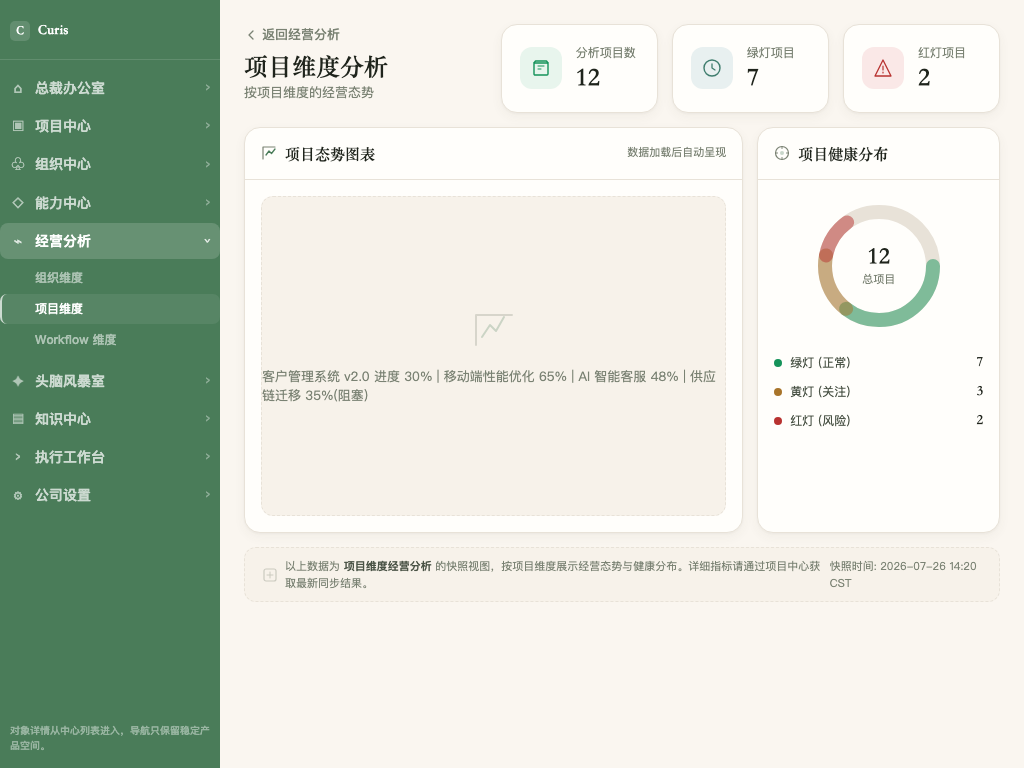 C Curis
总裁办公室
项目中心
组织中心
能力中心
经营分析
组织维度
项目维度
Workflow 维度
头脑风暴室
知识中心
执行工作台
公司设置
对象详情从中心列表进入，导航只保留稳定产
品空间。
返回经营分析
项目维度分析
按项目维度的经营态势
分析项目数
12
绿灯项目
7
红灯项目
2
项目态势图表
数据加载后自动呈现
客户管理系统 v2.0 进度 30% | 移动端性能优化 65% | AI 智能客服 48% | 供应
链迁移 35%(阻塞)
项目健康分布
12
总项目
绿灯 (正常) 7
黄灯 (关注) 3
红灯 (风险) 2
以上数据为 项目维度经营分析 的快照视图，按项目维度展示经营态势与健康分布。详细指标请通过项目中心获
取最新同步结果。
快照时间: 2026-07-26 14:20
CST